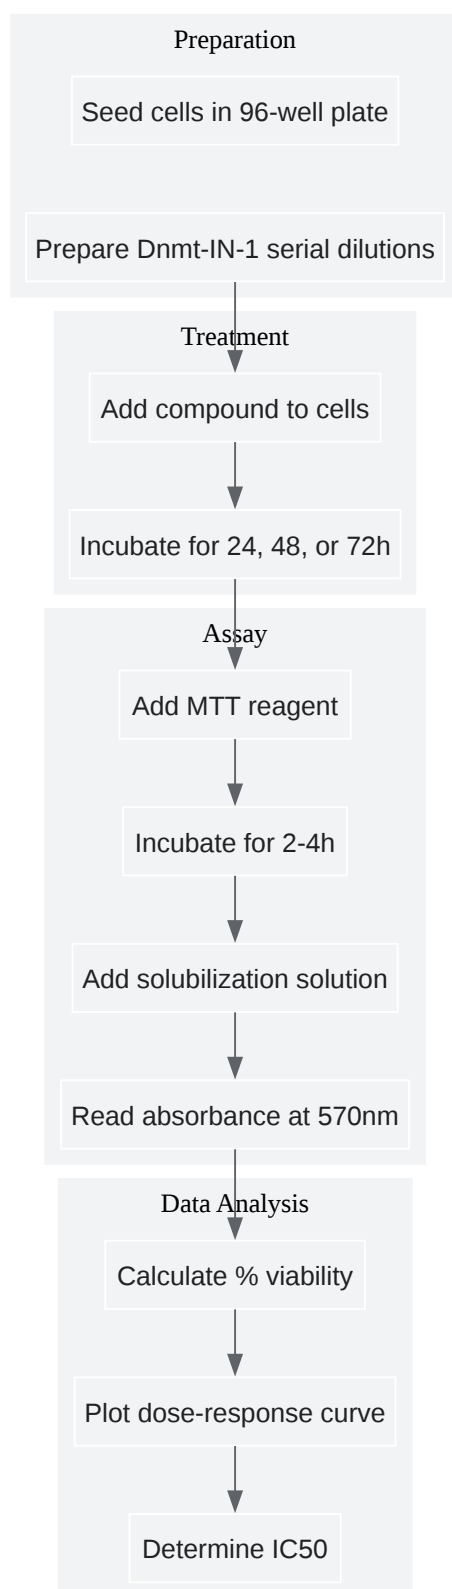 Preparation
Seed cells in 96-well plate
Prepare Dnmt-IN-1 serial dilutions
Treatment
Add compound to cells
Incubate for 24, 48, or 72h
Assay
Add MTT reagent
Incubate for 2-4h
Add solubilization solution
Read absorbance at 570nm
Data Analysis
Calculate % viability
Plot dose-response curve
Determine IC50